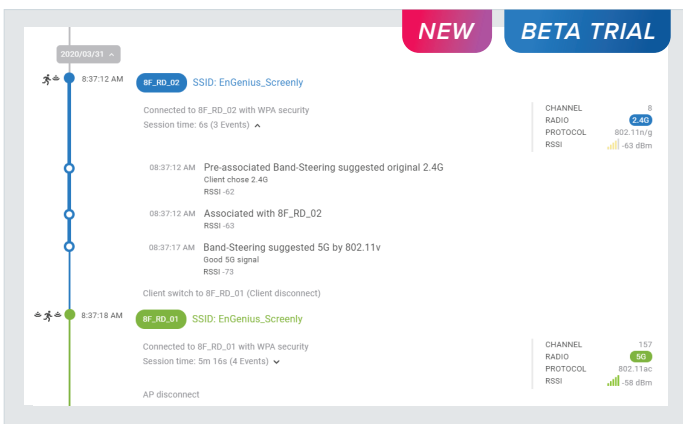 NEW
BETA TRIAL
2020/03/31
8:37:12 AM
8F_RD_02 SSID: EnGenius_Screenly
Connected to 8F_RD_02 with WPA security
Session time: 6s (3 Events)
CHANNEL 8
RADIO 2.4G
PROTOCOL 802.11n/g
RSSI -63 dBm
08:37:12 AM Pre-associated Band-Steering suggested original 2.4G
Client chose 2.4G
RSSI -62
08:37:12 AM Associated with 8F_RD_02
RSSI -63
08:37:17 AM Band-Steering suggested 5G by 802.11v
Good 5G signal
RSSI -73
Client switch to 8F_RD_01 (Client disconnect)
8:37:18 AM
8F_RD_01 SSID: EnGenius_Screenly
Connected to 8F_RD_01 with WPA security
Session time: 5m 16s (4 Events)
CHANNEL 157
RADIO 5G
PROTOCOL 802.11ac
RSSI -58 dBm
AP disconnect